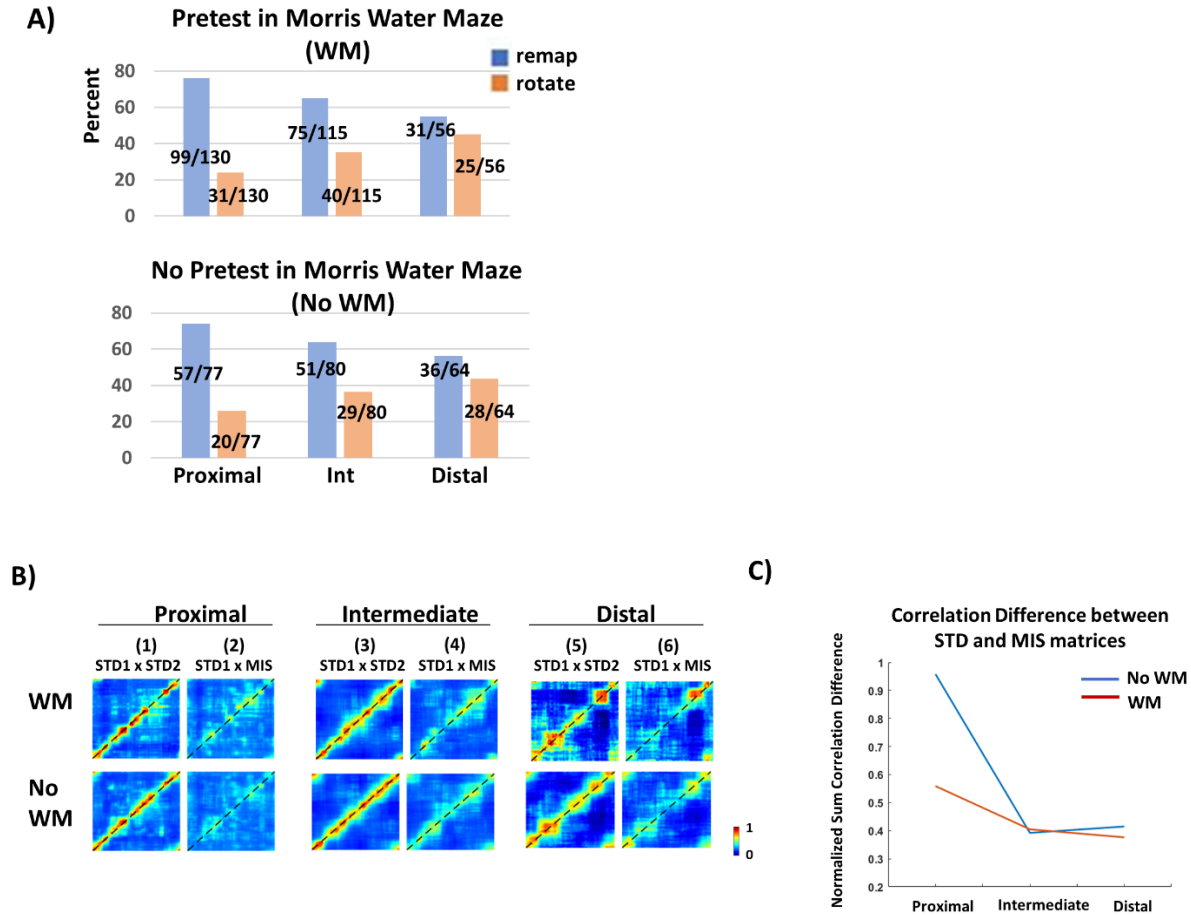 A)
Pretest in Morris Water Maze
(WM)
remap
rotate
Percent
80
60
40
20
0
99/130
31/130
75/115
40/115
31/56
25/56
No Pretest in Morris Water Maze
(No WM)
80
60
40
20
0
57/77
20/77
51/80
29/80
36/64
28/64
Proximal
Int
Distal
B)
Proximal
Intermediate
Distal
(1)
(2)
(3)
(4)
(5)
(6)
STD1 x STD2
STD1 x MIS
STD1 x STD2
STD1 x MIS
STD1 x STD2
STD1 x MIS
WM
No
WM
1
0
C)
Correlation Difference between
STD and MIS matrices
No WM
WM
Normalized Sum Correlation Difference
1
0.9
0.8
0.7
0.6
0.5
0.4
0.3
0.2
Proximal
Intermediate
Distal